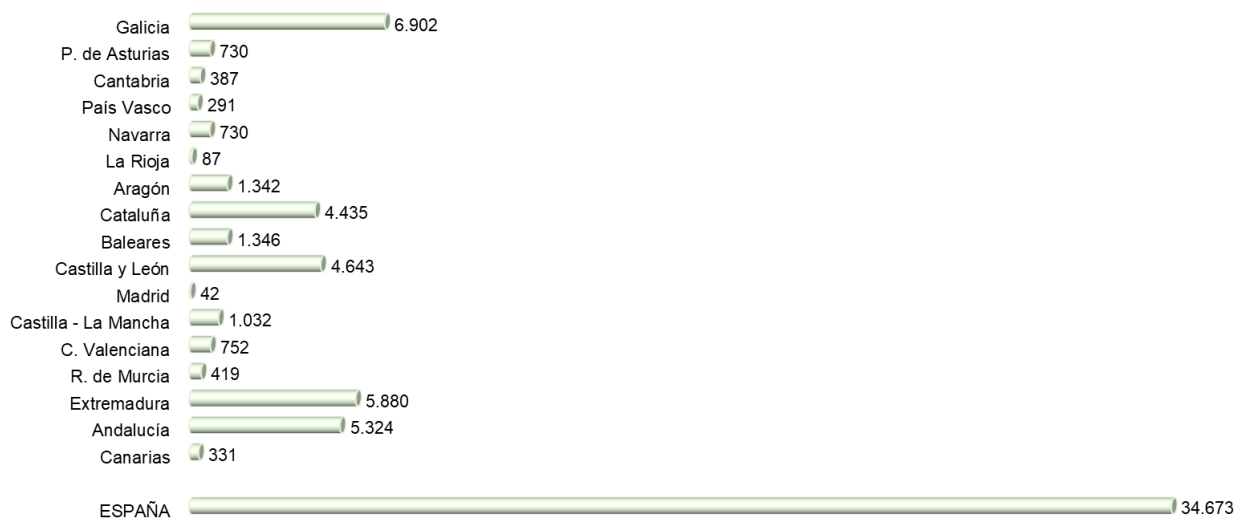 Galicia 6.902
P. de Asturias 730
Cantabria 387
País Vasco 291
Navarra 730
La Rioja 87
Aragón 1.342
Cataluña 4.435
Baleares 1.346
Castilla y León 4.643
Madrid 42
Castilla - La Mancha 1.032
C. Valenciana 752
R. de Murcia 419
Extremadura 5.880
Andalucía 5.324
Canarias 331
ESPAÑA 34.673